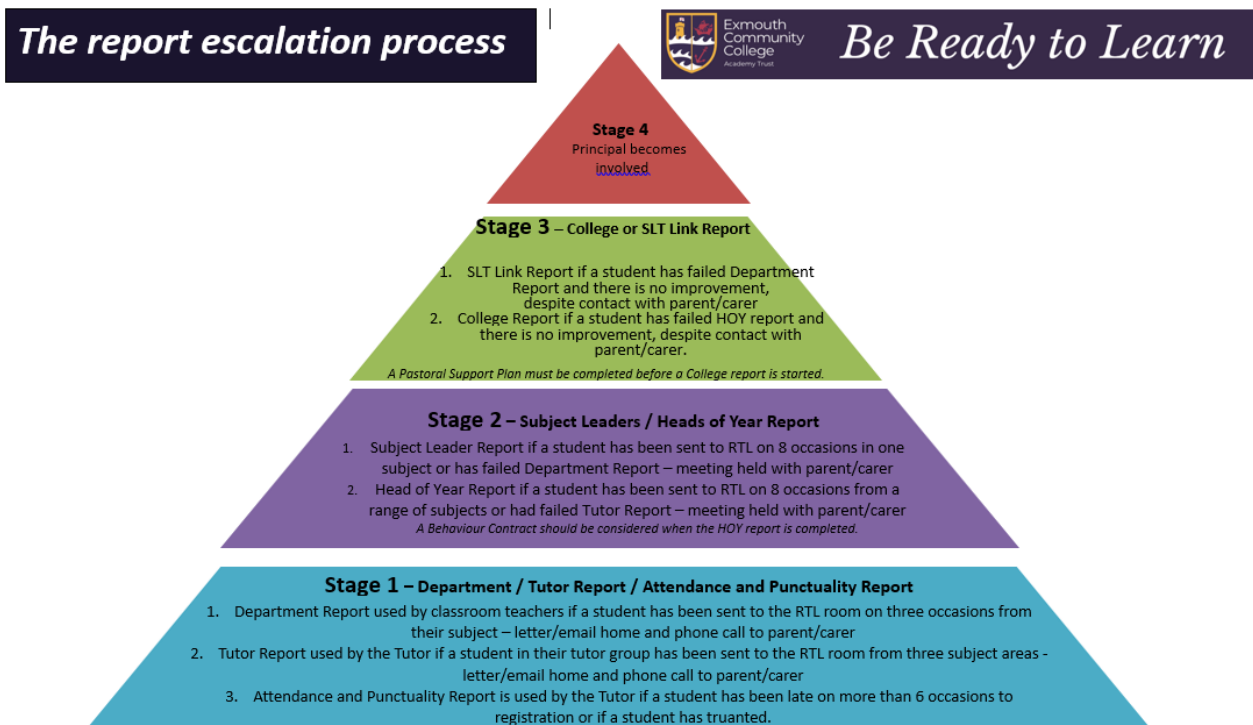 The report escalation process
Exmouth
Community
College
Academy Trust
Be Ready to Learn
Stage 4
Principal becomes
involved
Stage 3 – College or SLT Link Report
1. SLT Link Report if a student has failed Department
Report and there is no improvement,
despite contact with parent/carer
2. College Report if a student has failed HOY report and
there is no improvement, despite contact with
parent/carer.
A Pastoral Support Plan must be completed before a College report is started.
Stage 2 – Subject Leaders / Heads of Year Report
1. Subject Leader Report if a student has been sent to RTL on 8 occasions in one
subject or has failed Department Report – meeting held with parent/carer
2. Head of Year Report if a student has been sent to RTL on 8 occasions from a
range of subjects or had failed Tutor Report – meeting held with parent/carer
A Behaviour Contract should be considered when the HOY report is completed.
Stage 1 – Department / Tutor Report / Attendance and Punctuality Report
1. Department Report used by classroom teachers if a student has been sent to the RTL room on three occasions from
their subject – letter/email home and phone call to parent/carer
2. Tutor Report used by the Tutor if a student in their tutor group has been sent to the RTL room from three subject areas -
letter/email home and phone call to parent/carer
3. Attendance and Punctuality Report is used by the Tutor if a student has been late on more than 6 occasions to
registration or if a student has truanted.